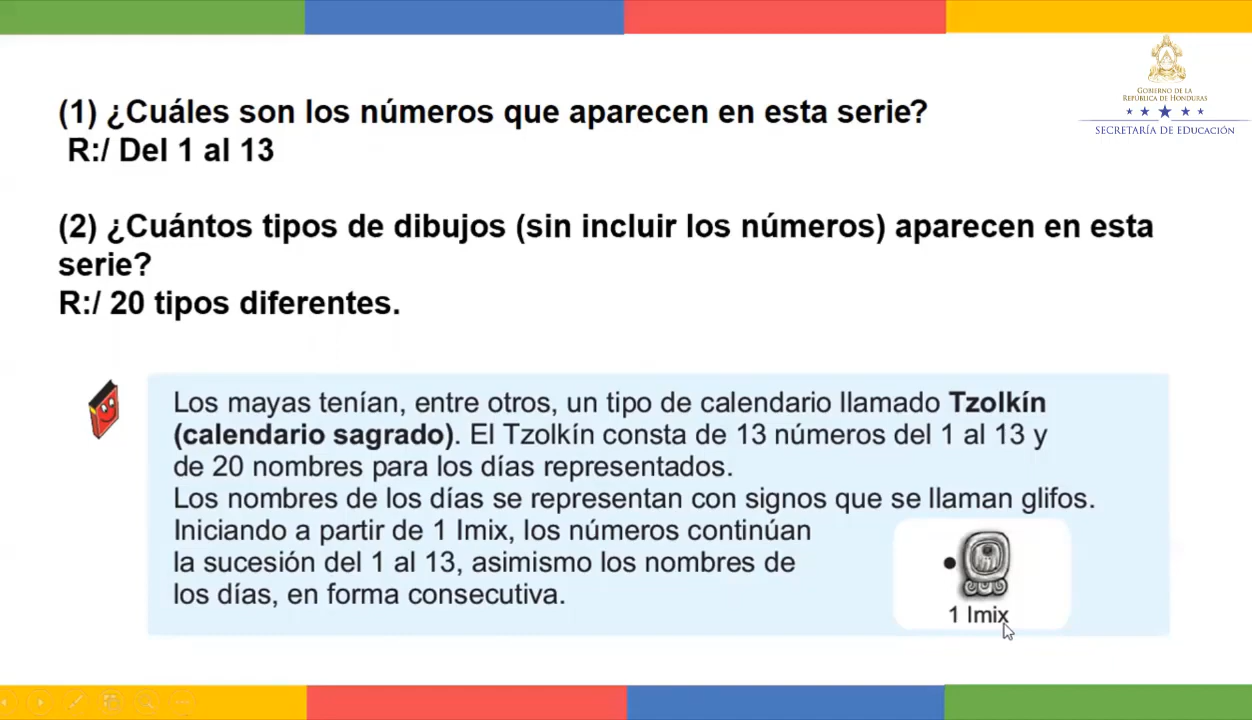 GOBIERNO DE LA
REPÚBLICA DE HONDURAS
SECRETARÍA DE EDUCACIÓN
(1) ¿Cuáles son los números que aparecen en esta serie?
R:/ Del 1 al 13
(2) ¿Cuántos tipos de dibujos (sin incluir los números) aparecen en esta
serie?
R:/ 20 tipos diferentes.
Los mayas tenían, entre otros, un tipo de calendario llamado Tzolkín
(calendario sagrado). El Tzolkín consta de 13 números del 1 al 13 y
de 20 nombres para los días representados.
Los nombres de los días se representan con signos que se llaman glifos.
Iniciando a partir de 1 Imix, los números continúan
la sucesión del 1 al 13, asimismo los nombres de
los días, en forma consecutiva.
1 Imix